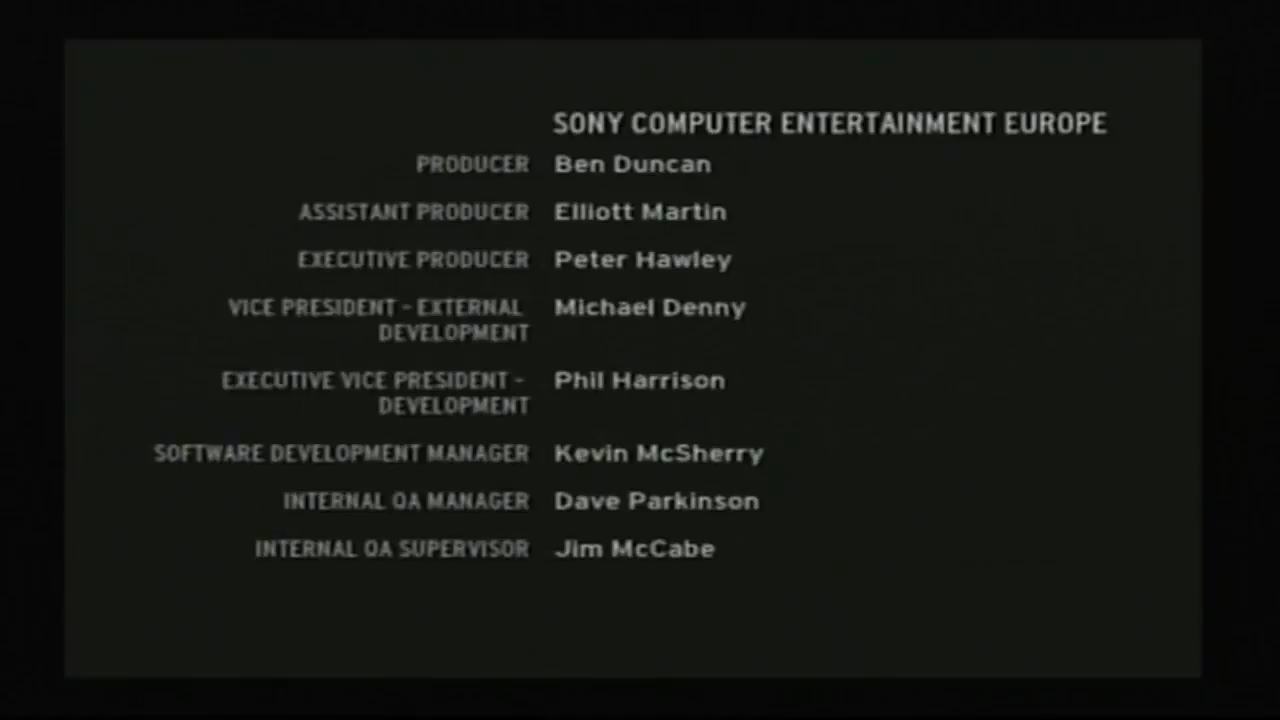 SONY COMPUTER ENTERTAINMENT EUROPE
PRODUCER Ben Duncan
ASSISTANT PRODUCER Elliott Martin
EXECUTIVE PRODUCER Peter Hawley
VICE PRESIDENT - EXTERNAL Michael Denny
DEVELOPMENT
EXECUTIVE VICE PRESIDENT - Phil Harrison
DEVELOPMENT
SOFTWARE DEVELOPMENT MANAGER Kevin McSherry
INTERNAL QA MANAGER Dave Parkinson
INTERNAL QA SUPERVISOR Jim McCabe